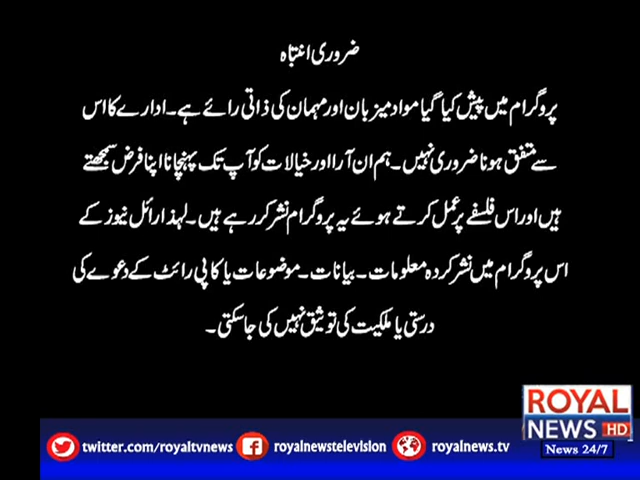 ضروری انتباہ
پروگرام میں پیش کیا گیا مواد میزبان اور مہمان کی ذاتی رائے ہے۔ ادارے کا اس
سے متفق ہونا ضروری نہیں۔ ہم ان آرا اور خیالات کو آپ تک پہنچانا اپنا فرض سمجھتے
ہیں اور اس فلسفے پر عمل کرتے ہوئے یہ پروگرام نشر کر رہے ہیں۔ لہذا رائل نیوز کے
اس پروگرام میں نشر کردہ معلومات۔ بیانات۔ موضوعات یا کاپی رائٹ کے دعوے کی
درستی یا ملکیت کی توثیق نہیں کی جا سکتی۔
ROYAL
NEWS HD
News 24/7
twitter.com/royaltvnews royalnewstelevision royalnews.tv